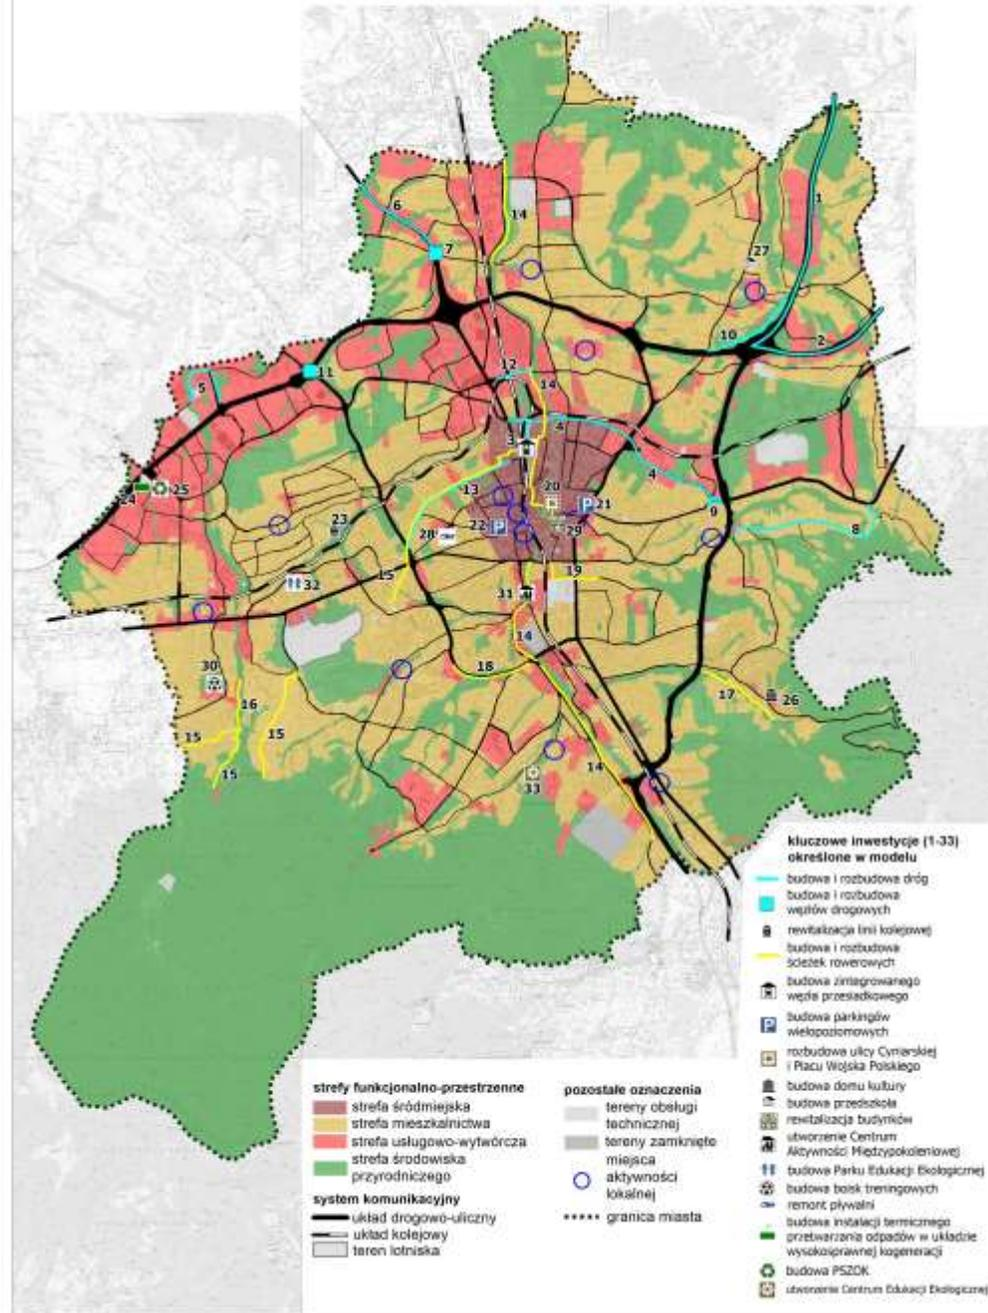 1
6
14
7
27
10
2
11
12
14
5
3
4
4
13
20
24
25
22
21
9
23
28
29
8
15
19
32
31
30
14
18
16
17
26
15
15
15
14
33
kluczowe inwestycje (1-33)
określone w modelu
budowa i rozbudowa dróg
budowa i rozbudowa
węzłów drogowych
rewitalizacja linii kolejowej
budowa i rozbudowa
ścieżek rowerowych
budowa zintegrowanego
węzła przesiadkowego
budowa parkingów
wielopoziomowych
rozbudowa ulicy Cyniarskiej
i Placu Wojska Polskiego
budowa domu kultury
budowa przedszkola
rewitalizacja budynków
utworzenie Centrum
Aktywności Międzypokoleniowej
budowa Parku Edukacji Ekologicznej
budowa boisk treningowych
remont pływalni
budowa instalacji termicznego
przetwarzania odpadów w układzie
wysokosprawnej kogeneracji
budowa PSZOK
utworzenie Centrum Edukacji Ekologicznej
strefy funkcjonalno-przestrzenne
strefa śródmiejska
strefa mieszkalnictwa
strefa usługowo-wytwórcza
strefa środowiska
przyrodniczego
system komunikacyjny
układ drogowo-uliczny
układ kolejowy
teren lotniska
pozostałe oznaczenia
tereny obsługi
technicznej
tereny zamknięte
miejsca
aktywności
lokalnej
granica miasta